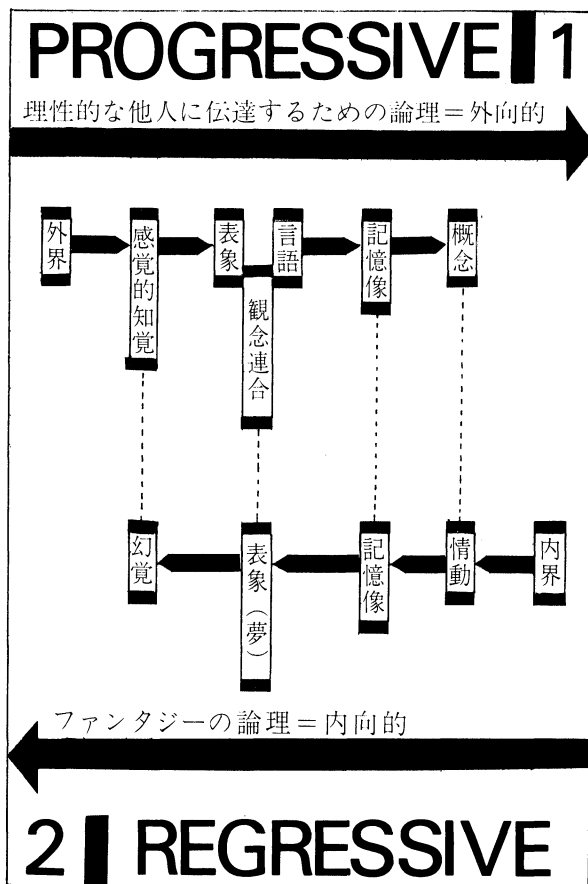 PROGRESSIVE 1
理性的な他人に伝達するための論理＝外向的
外界
感覚的知覚
表象
言語
観念連合
記憶像
概念
幻覚
表象（夢）
記憶像
情動
内界
ファンタジーの論理＝内向的
2 REGRESSIVE